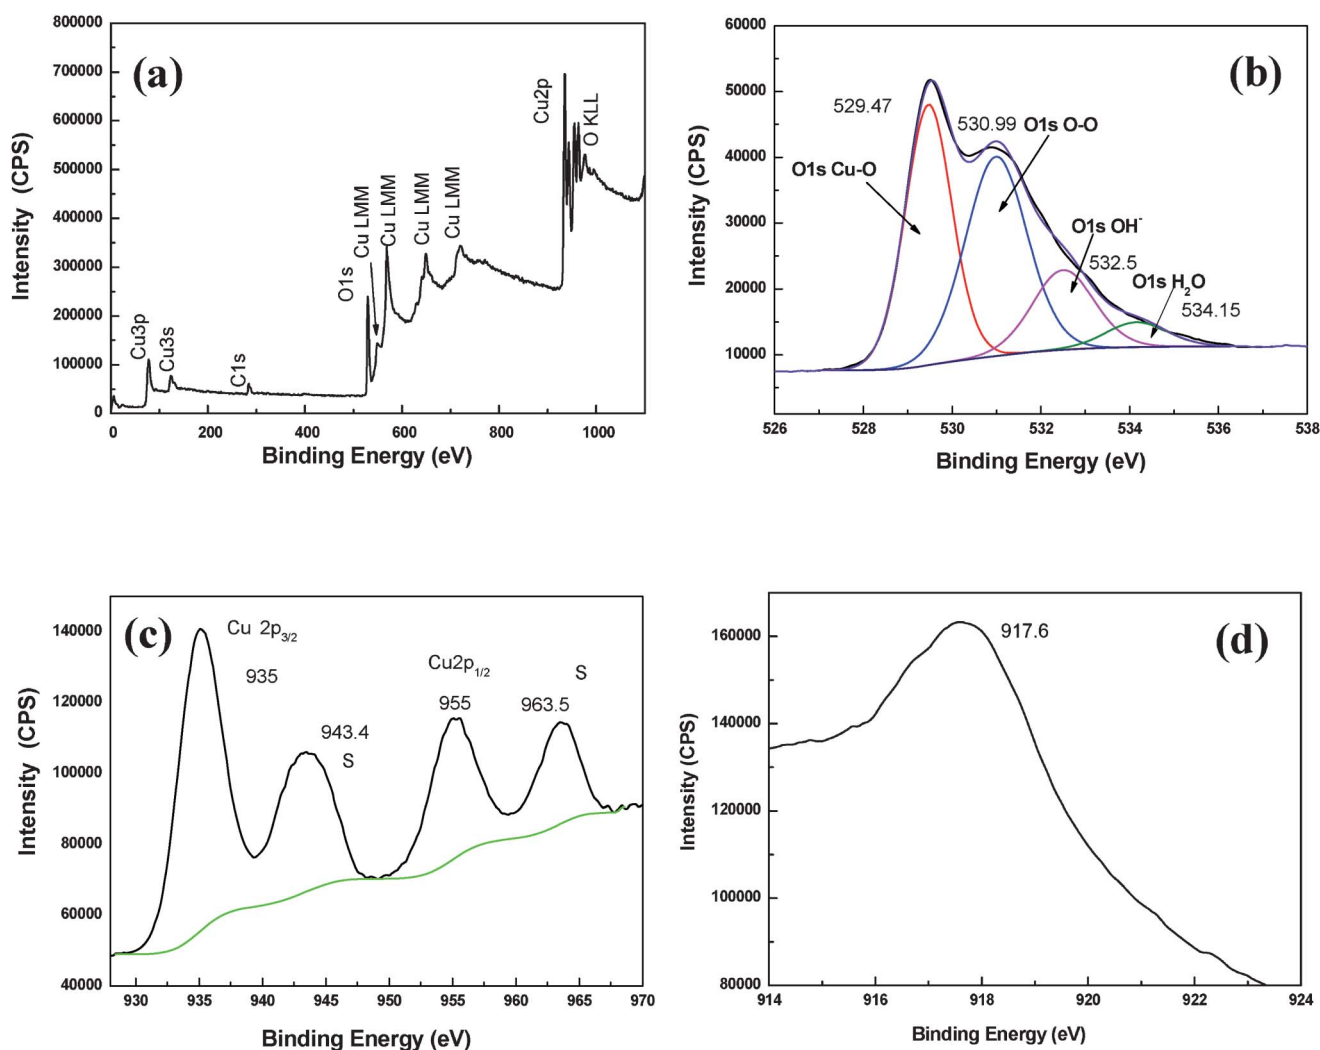 (a)
800000
700000
600000
500000
400000
300000
200000
100000
0
Intensity (CPS)
Cu3p
Cu3s
C1s
O1s
Cu LMM
Cu LMM
Cu LMM
Cu LMM
Cu2p
O KLL
0 200 400 600 800 1000
Binding Energy (eV)
(b)
60000
50000
40000
30000
20000
10000
Intensity (CPS)
529.47
530.99 O1s O-O
O1s Cu-O
O1s OH⁻
532.5
O1s H₂O
534.15
526 528 530 532 534 536 538
Binding Energy (eV)
(c)
140000
120000
100000
80000
60000
40000
Intensity (CPS)
Cu 2p₃/₂
935
943.4
S
Cu2p₁/₂
955
S
963.5
930 935 940 945 950 955 960 965 970
Binding Energy (eV)
(d)
160000
140000
120000
100000
80000
Intensity (CPS)
917.6
914 916 918 920 922 924
Binding Energy (eV)